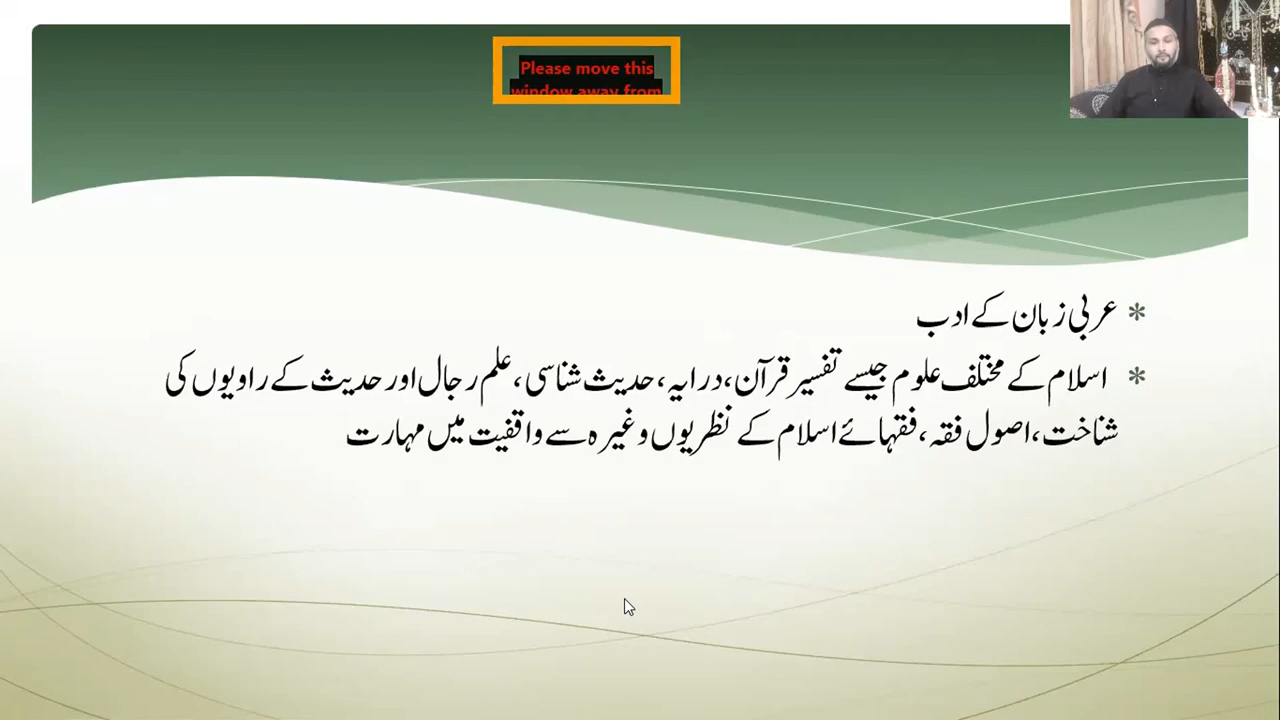 Please move this
window away from
* عربی زبان کے ادب
* اسلام کے مختلف علوم جیسے تفسیر قرآن، درایہ، حدیث شناسی، علم رجال اور حدیث کے راویوں کی
شناخت، اصول فقہ، فقہائے اسلام کے نظریوں وغیرہ سے واقفیت میں مہارت